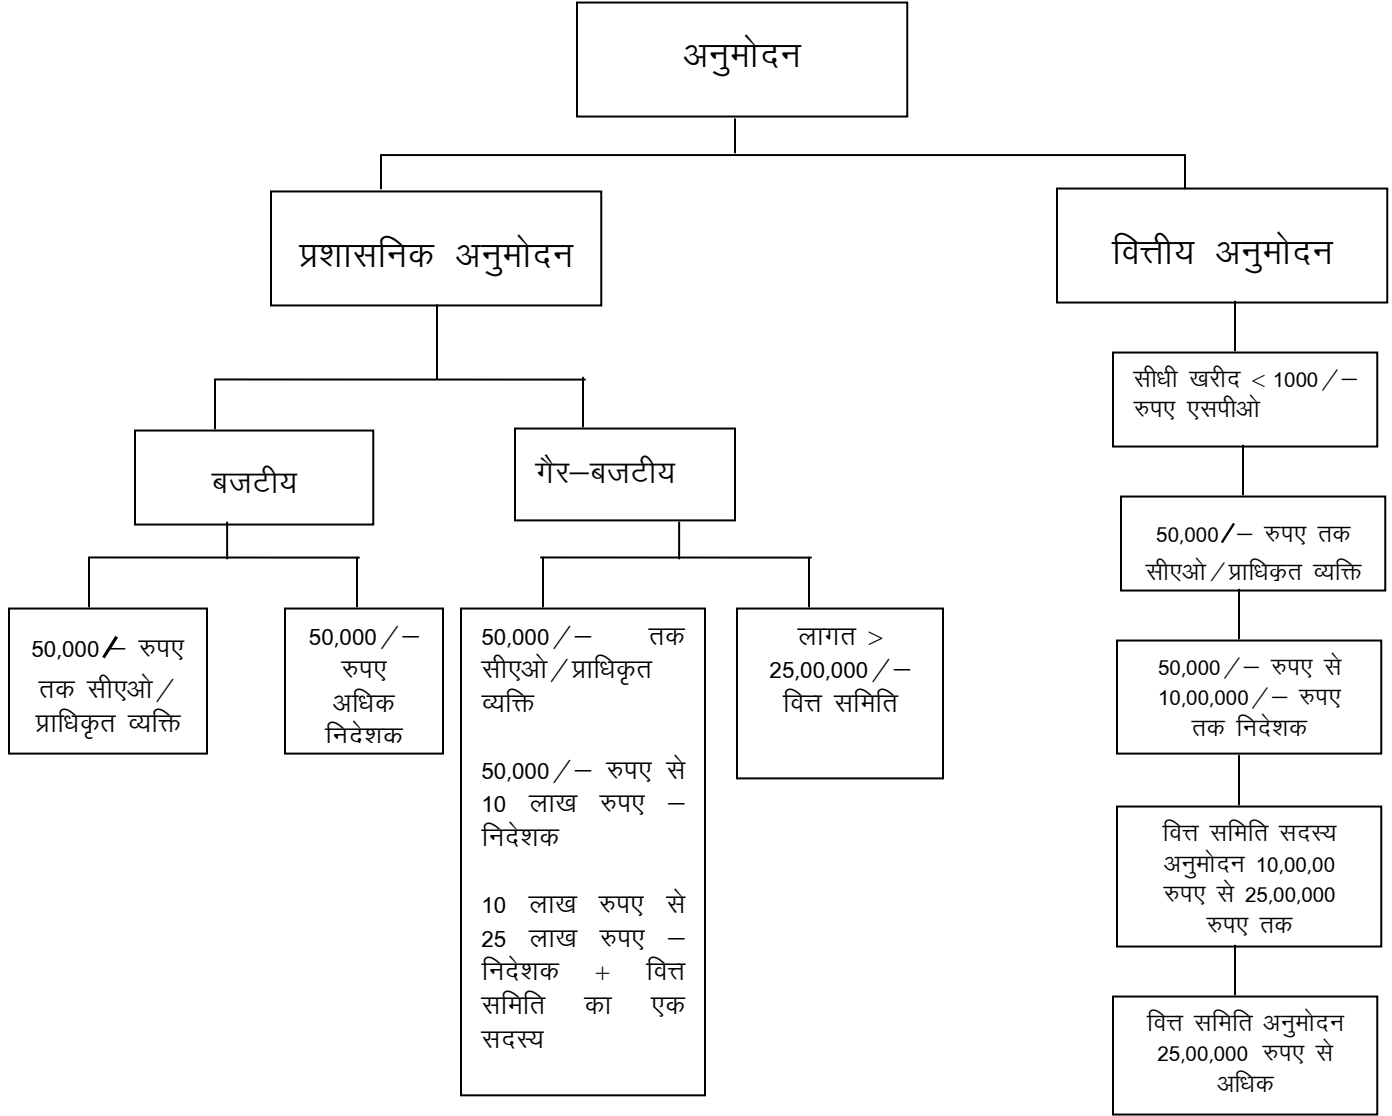 अनुमोदन
प्रशासनिक अनुमोदन
वित्तीय अनुमोदन
बजटीय
गैर–बजटीय
50,000/– रुपए
तक सीएओ/
प्राधिकृत व्यक्ति
50,000/–
रुपए
अधिक
निदेशक
50,000/– तक
सीएओ/प्राधिकृत
व्यक्ति
50,000/– रुपए से
10 लाख रुपए –
निदेशक
10 लाख रुपए से
25 लाख रुपए –
निदेशक + वित्त
समिति का एक
सदस्य
लागत >
25,00,000/–
वित्त समिति
सीधी खरीद < 1000/–
रुपए एसपीओ
50,000/– रुपए तक
सीएओ/प्राधिकृत व्यक्ति
50,000/– रुपए से
10,00,000/– रुपए
तक निदेशक
वित्त समिति सदस्य
अनुमोदन 10,00,00
रुपए से 25,00,000
रुपए तक
वित्त समिति अनुमोदन
25,00,000 रुपए से
अधिक